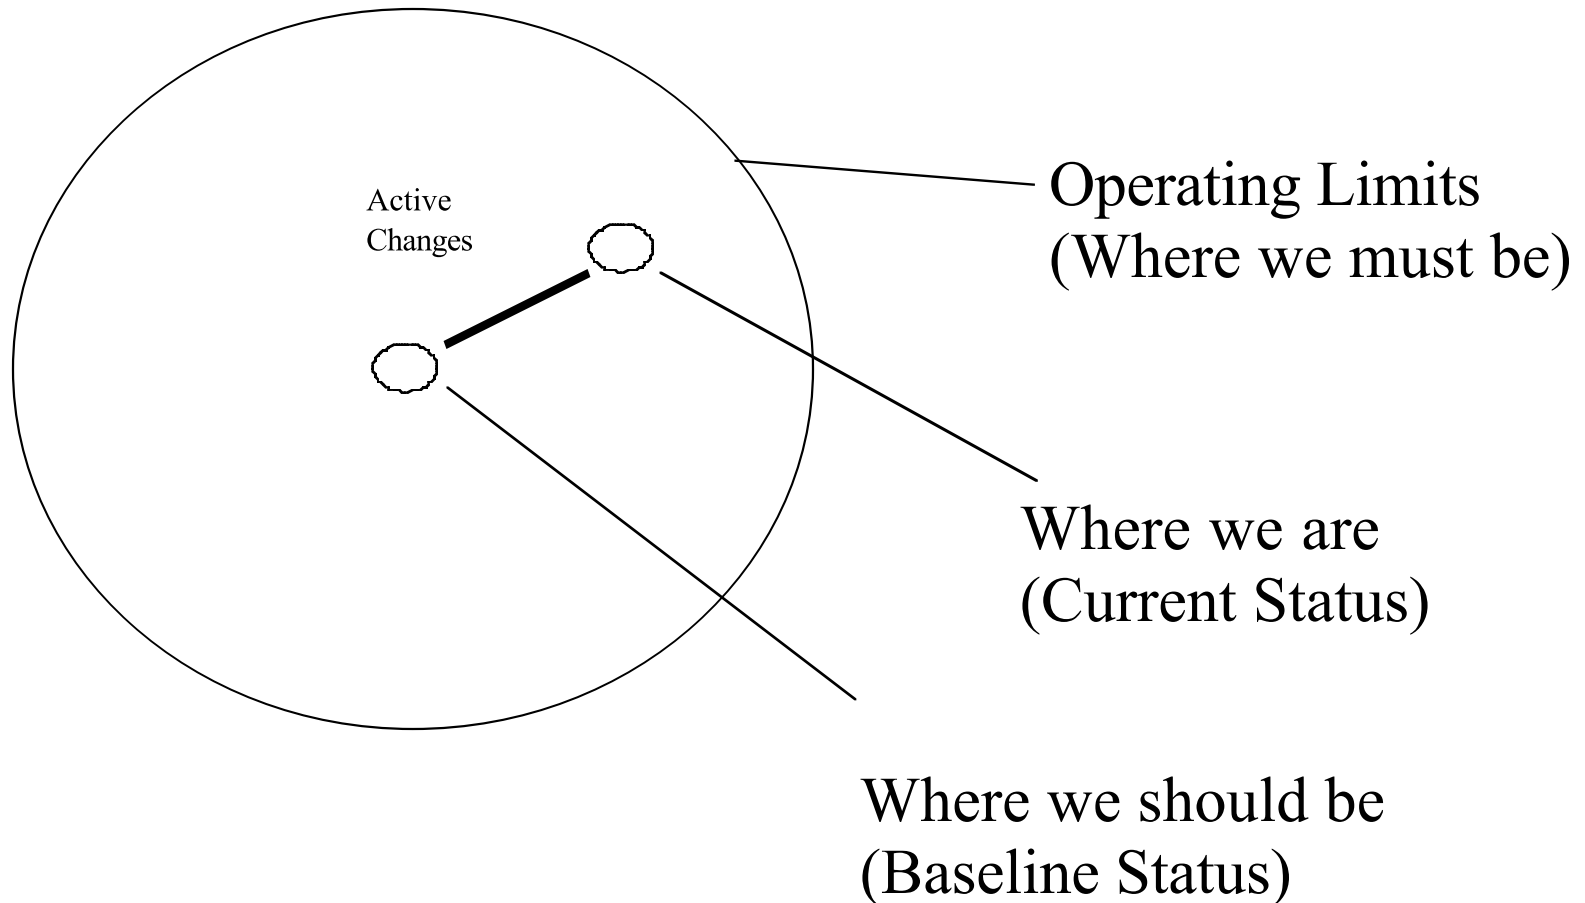 Active
Changes
Operating Limits
(Where we must be)
Where we are
(Current Status)
Where we should be
(Baseline Status)